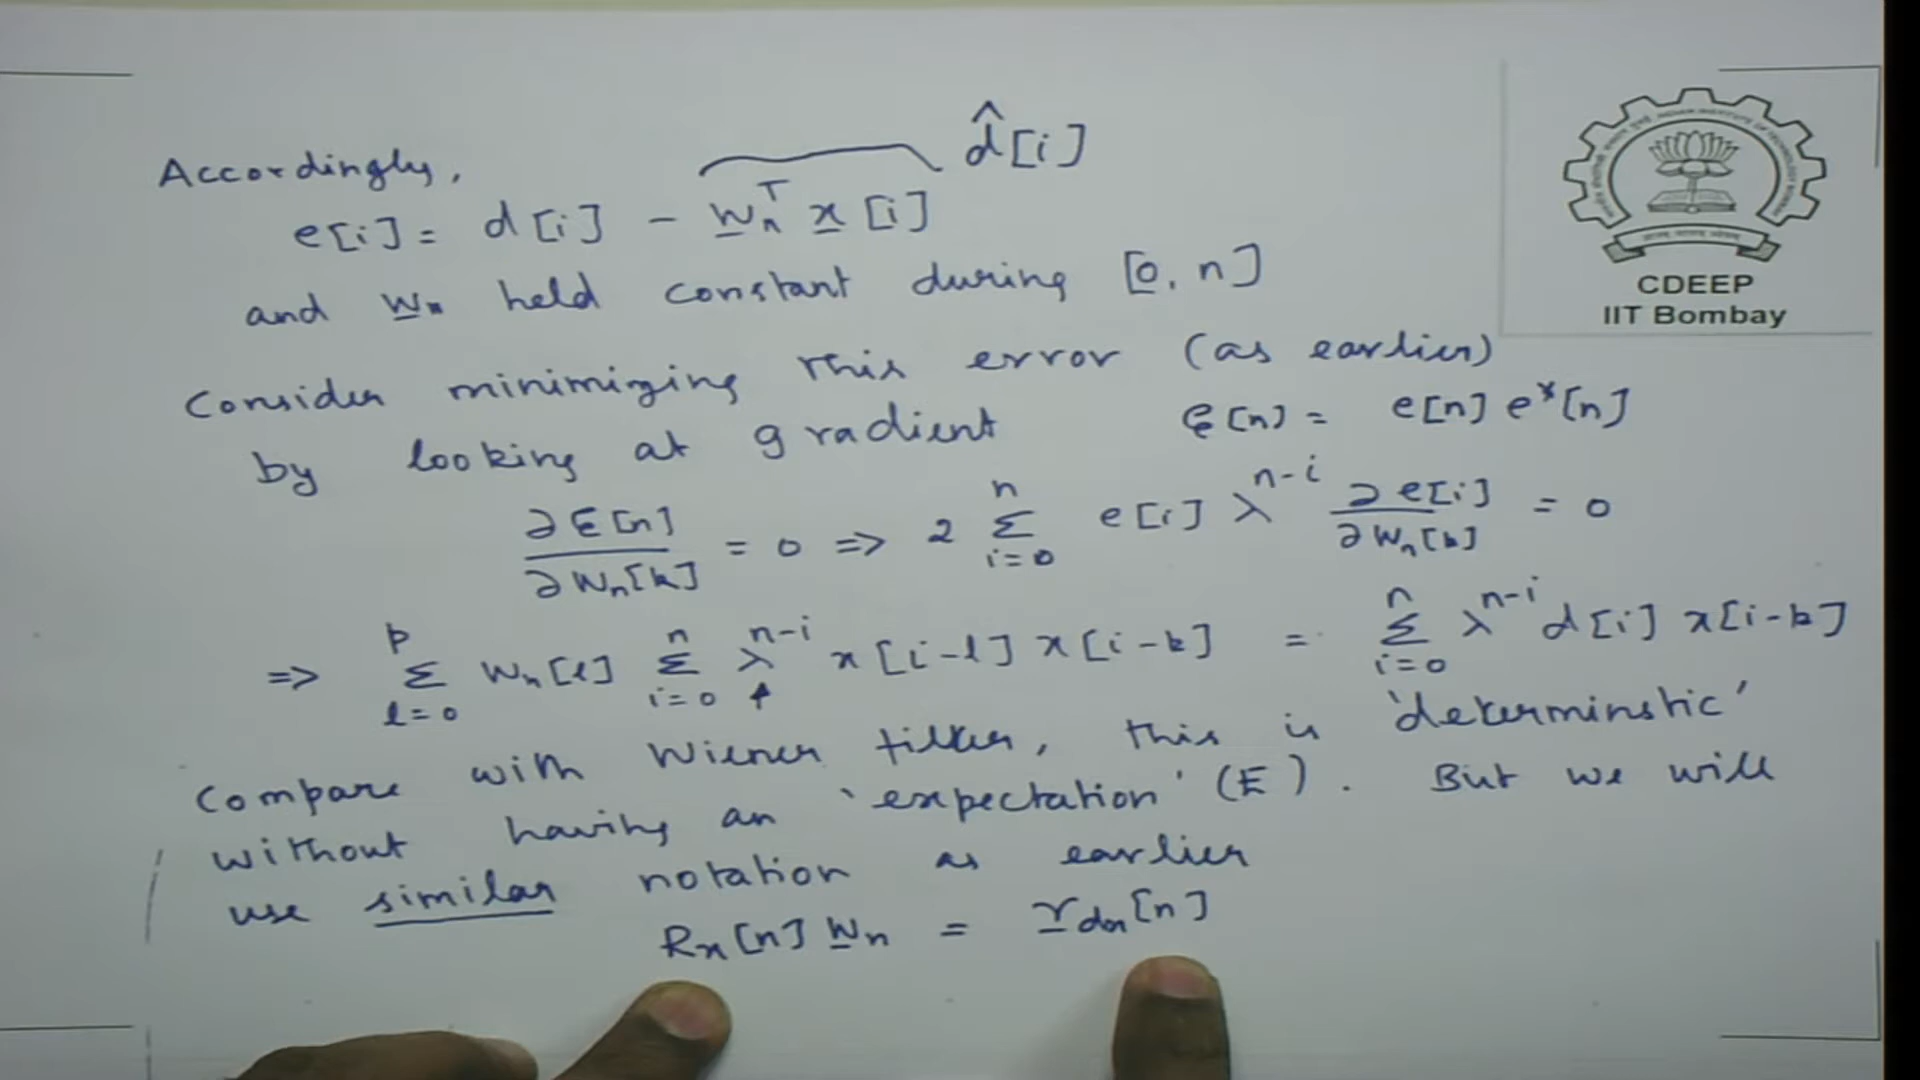 Accordingly, d̂[i]
e[i] = d[i] - w_n^T x[i]
and w_n held constant during [0, n]
Consider minimizing this error (as earlier)
by looking at gradient ξ[n] = e[n] e*[n]
∂ξ[n]/∂w_n[k] = 0 => 2 Σ_{i=0}^{n} e[i] λ^{n-i} ∂e[i]/∂w_n[k] = 0
=> Σ_{l=0}^{p} w_n[l] Σ_{i=0}^{n} λ^{n-i} x[i-l] x[i-k] = Σ_{i=0}^{n} λ^{n-i} d[i] x[i-k]
Compare with Wiener filter, this is 'determinstic'
without having an 'expectation' (E). But we will
use similar notation as earlier
R_x[n] w_n = r_dx[n]
CDEEP
IIT Bombay